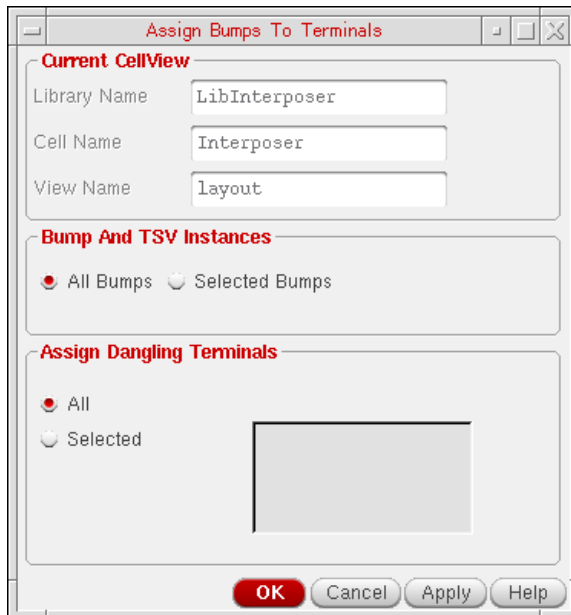 Assign Bumps To Terminals
Current CellView
Library Name LibInterposer
Cell Name Interposer
View Name layout
Bump And TSV Instances
All Bumps Selected Bumps
Assign Dangling Terminals
All
Selected
OK Cancel Apply Help